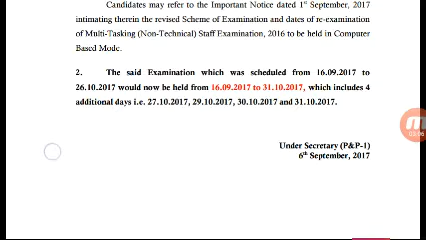 Candidates may refer to the Important Notice dated 1st September, 2017
intimating therein the revised Scheme of Examination and dates of re-examination
of Multi-Tasking (Non-Technical) Staff Examination, 2016 to be held in Computer
Based Mode.
2. The said Examination which was scheduled from 16.09.2017 to
26.10.2017 would now be held from 16.09.2017 to 31.10.2017, which includes 4
additional days i.e. 27.10.2017, 29.10.2017, 30.10.2017 and 31.10.2017.
Under Secretary (P&P-1)
6th September, 2017
03:06